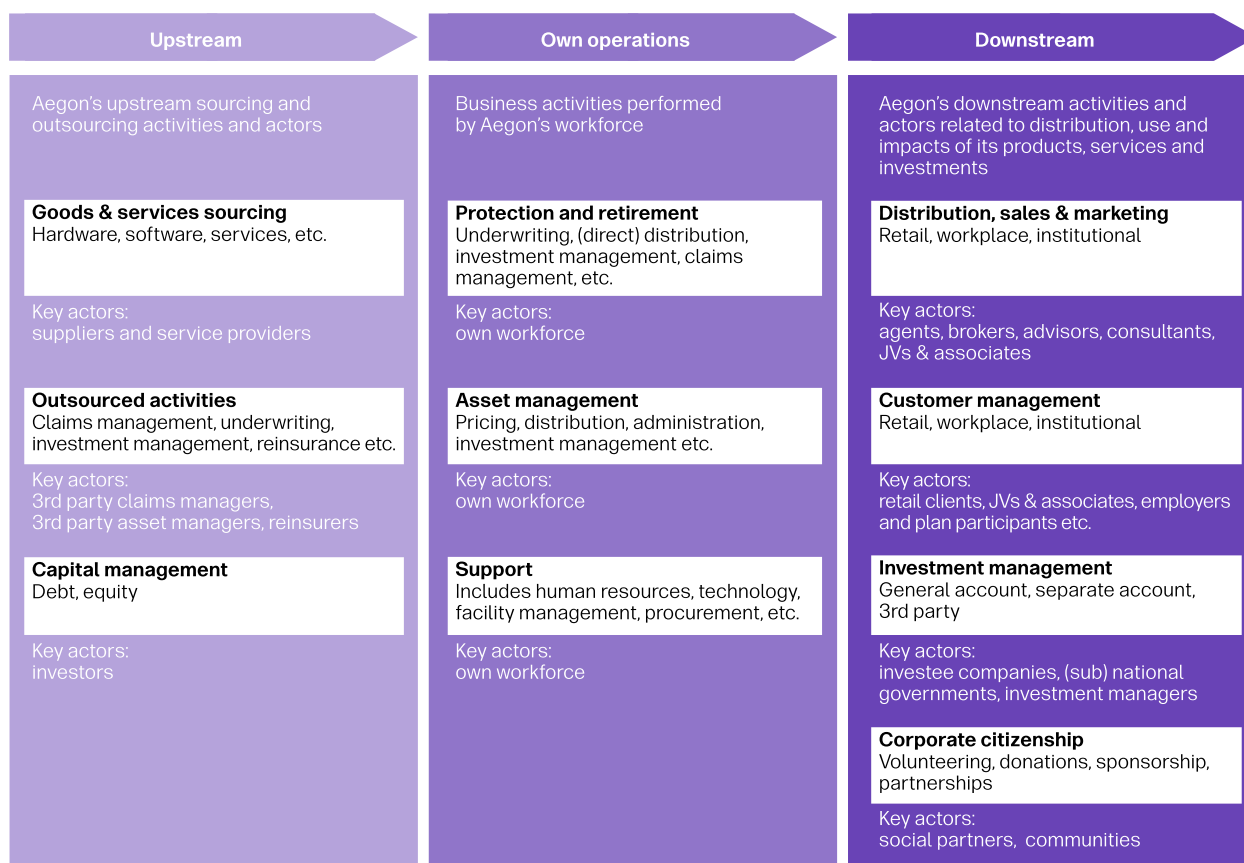 Upstream
Own operations
Downstream
Aegon's upstream sourcing and
outsourcing activities and actors
Goods & services sourcing
Hardware, software, services, etc.
Key actors:
suppliers and service providers
Outsourced activities
Claims management, underwriting,
investment management, reinsurance etc.
Key actors:
3rd party claims managers,
3rd party asset managers, reinsurers
Capital management
Debt, equity
Key actors:
investors
Business activities performed
by Aegon's workforce
Protection and retirement
Underwriting, (direct) distribution,
investment management, claims
management, etc.
Key actors:
own workforce
Asset management
Pricing, distribution, administration,
investment management etc.
Key actors:
own workforce
Support
Includes human resources, technology,
facility management, procurement, etc.
Key actors:
own workforce
Aegon's downstream activities and
actors related to distribution, use and
impacts of its products, services and
investments
Distribution, sales & marketing
Retail, workplace, institutional
Key actors:
agents, brokers, advisors, consultants,
JVs & associates
Customer management
Retail, workplace, institutional
Key actors:
retail clients, JVs & associates, employers
and plan participants etc.
Investment management
General account, separate account,
3rd party
Key actors:
investee companies, (sub) national
governments, investment managers
Corporate citizenship
Volunteering, donations, sponsorship,
partnerships
Key actors:
social partners, communities